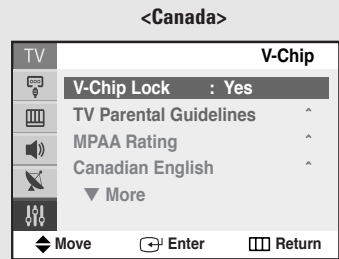 <Canada>
TV V-Chip
V-Chip Lock : Yes
TV Parental Guidelines
MPAA Rating
Canadian English
▼ More
Move Enter Return